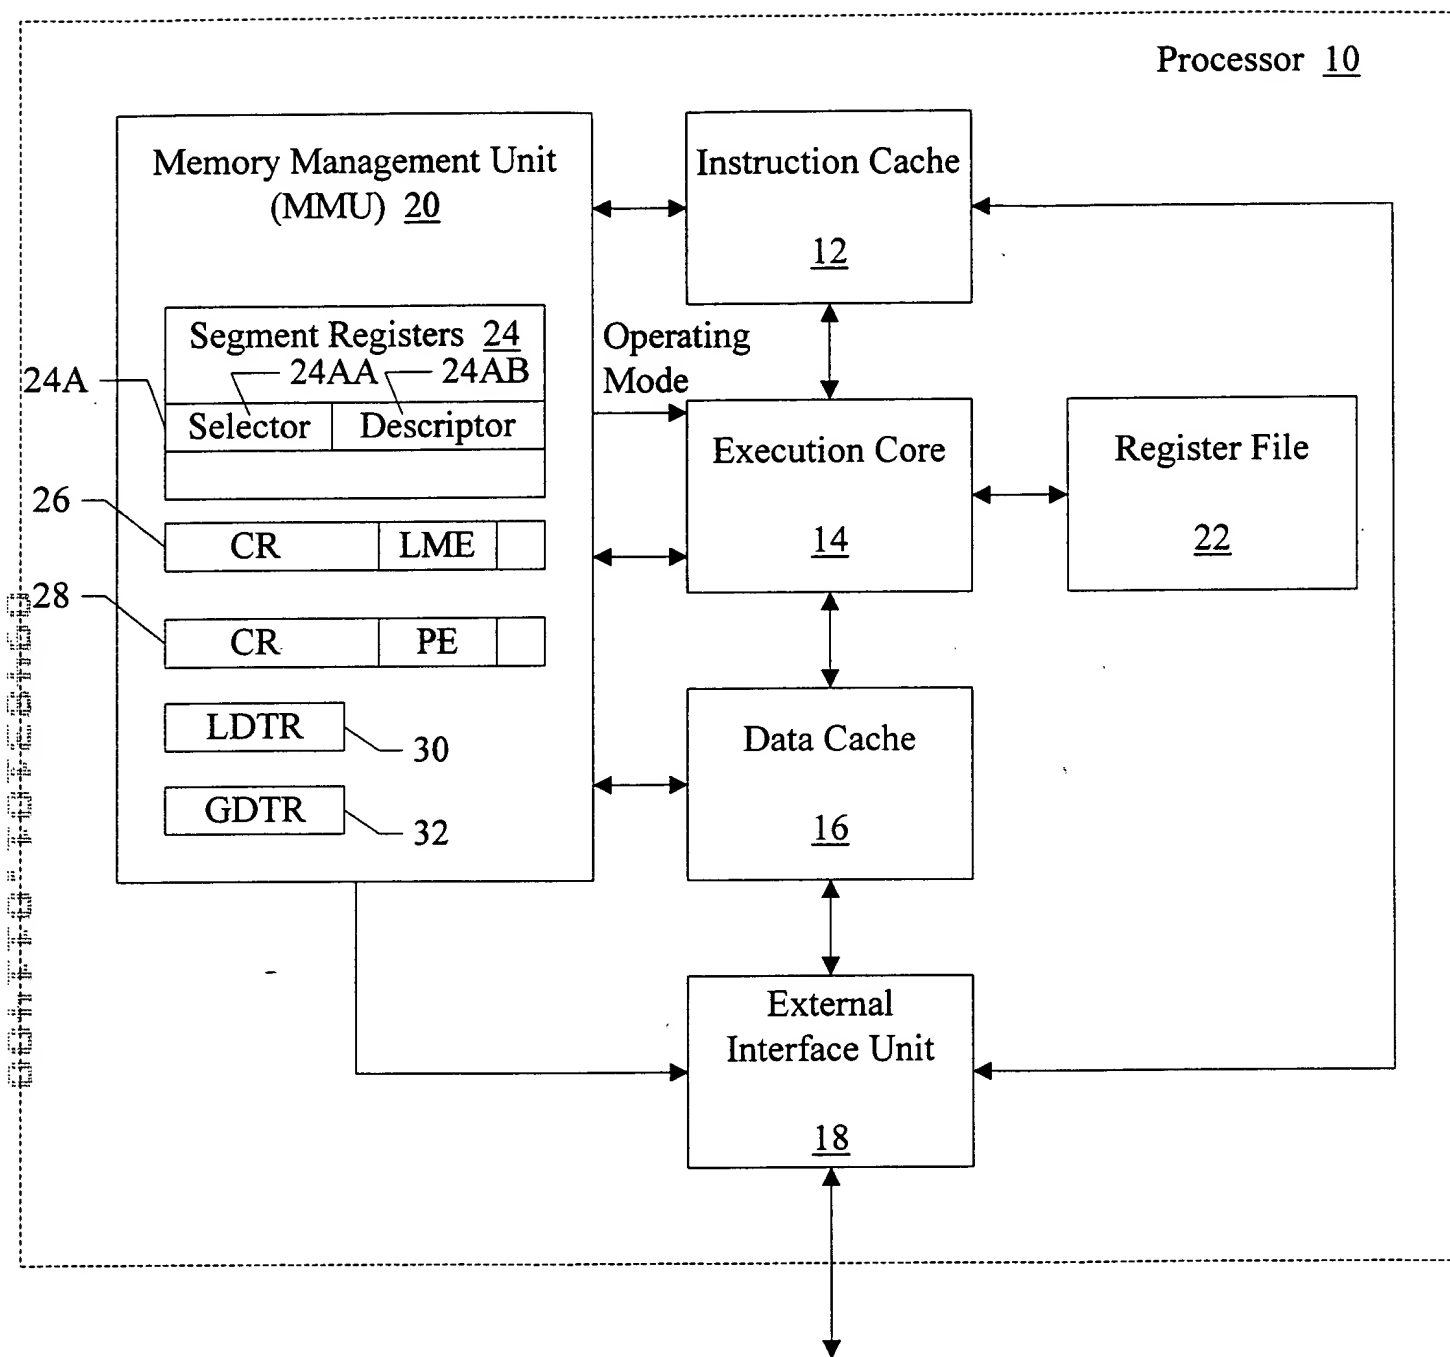 Processor 10
Memory Management Unit
(MMU) 20
Segment Registers 24
24AA
24AB
24A
Selector
Descriptor
26
CR
LME
28
CR
PE
LDTR
30
GDTR
32
Operating
Mode
Instruction Cache
12
Execution Core
14
Register File
22
Data Cache
16
External
Interface Unit
18